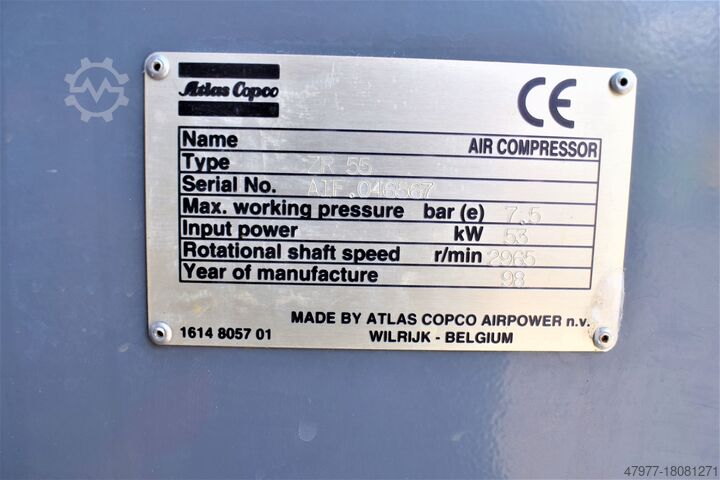 Atlas Copco
CE
Name AIR COMPRESSOR
Type ZR 55
Serial No. AIF.046567
Max. working pressure bar (e) 7.5
Input power kW 53
Rotational shaft speed r/min 2965
Year of manufacture 98
MADE BY ATLAS COPCO AIRPOWER n.v.
1614 8057 01 WILRIJK - BELGIUM
47977-18081271